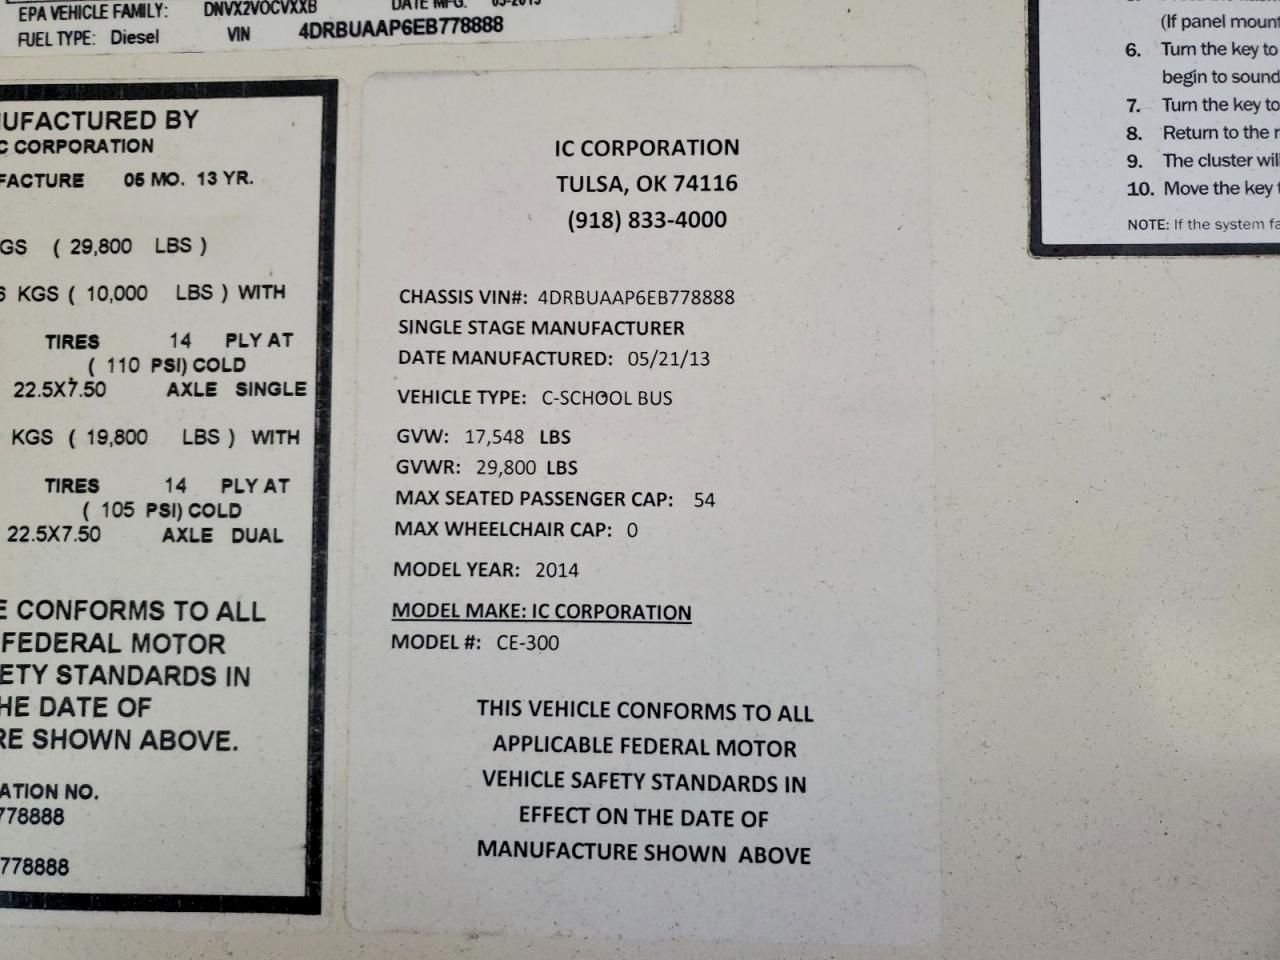 EPA VEHICLE FAMILY: DNVX2VOCVXXB DATE MFG: 05-2013
FUEL TYPE: Diesel VIN 4DRBUAAP6EB778888
UFACTURED BY
C CORPORATION
FACTURE 05 MO. 13 YR.
GS ( 29,800 LBS )
6 KGS ( 10,000 LBS ) WITH
TIRES 14 PLY AT
( 110 PSI) COLD
22.5X7.50 AXLE SINGLE
KGS ( 19,800 LBS ) WITH
TIRES 14 PLY AT
( 105 PSI) COLD
22.5X7.50 AXLE DUAL
E CONFORMS TO ALL
FEDERAL MOTOR
ETY STANDARDS IN
HE DATE OF
RE SHOWN ABOVE.
ATION NO.
778888
778888
IC CORPORATION
TULSA, OK 74116
(918) 833-4000
CHASSIS VIN#: 4DRBUAAP6EB778888
SINGLE STAGE MANUFACTURER
DATE MANUFACTURED: 05/21/13
VEHICLE TYPE: C-SCHOOL BUS
GVW: 17,548 LBS
GVWR: 29,800 LBS
MAX SEATED PASSENGER CAP: 54
MAX WHEELCHAIR CAP: 0
MODEL YEAR: 2014
MODEL MAKE: IC CORPORATION
MODEL #: CE-300
THIS VEHICLE CONFORMS TO ALL
APPLICABLE FEDERAL MOTOR
VEHICLE SAFETY STANDARDS IN
EFFECT ON THE DATE OF
MANUFACTURE SHOWN ABOVE
(If panel mount
6. Turn the key to
begin to sound
7. Turn the key to
8. Return to the r
9. The cluster will
10. Move the key t
NOTE: If the system fa